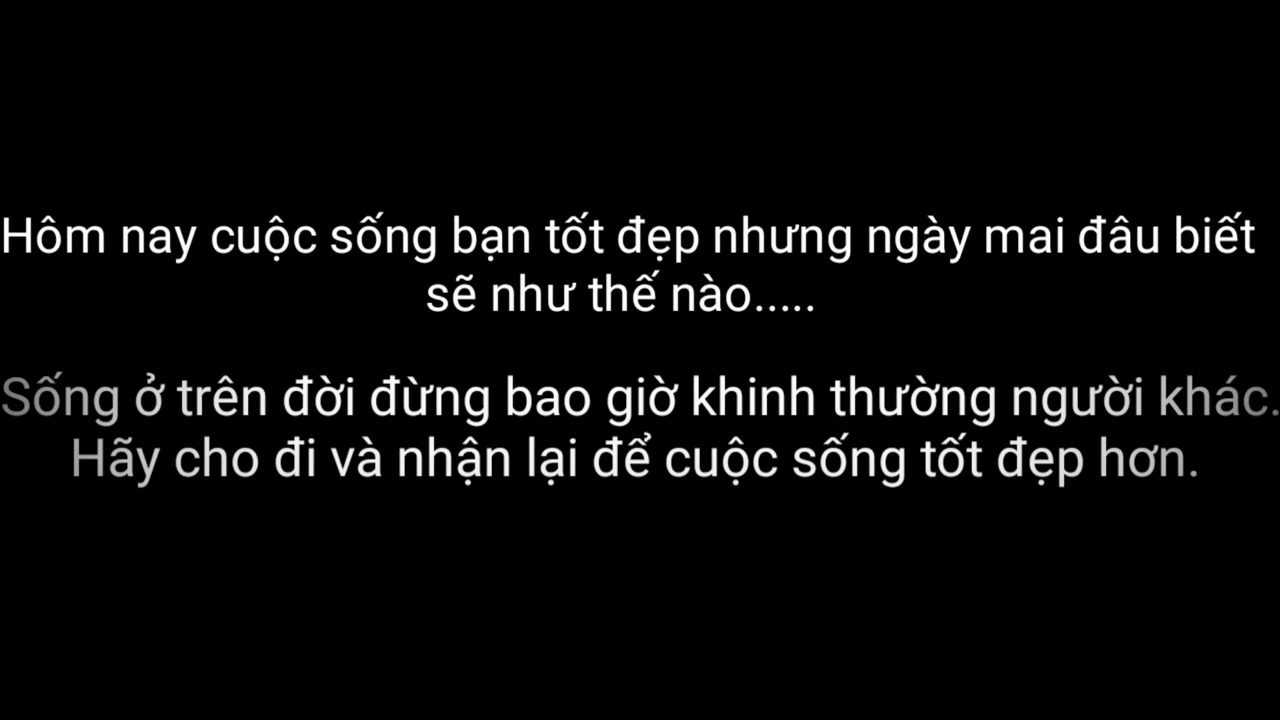 Hôm nay cuộc sống bạn tốt đẹp nhưng ngày mai đâu biết
sẽ như thế nào.....
Sống ở trên đời đừng bao giờ khinh thường người khác.
Hãy cho đi và nhận lại để cuộc sống tốt đẹp hơn.